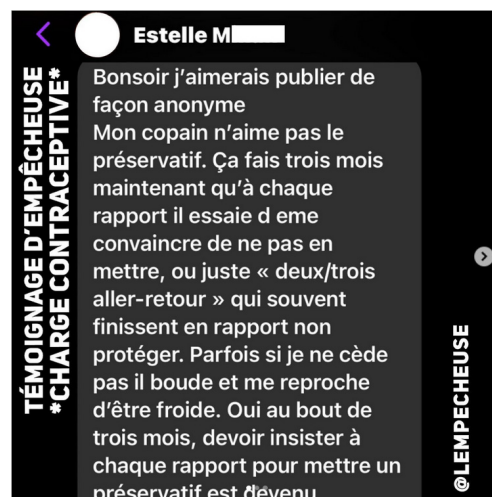 Estelle M
Bonsoir j'aimerais publier de
façon anonyme
Mon copain n'aime pas le
préservatif. Ça fais trois mois
maintenant qu'à chaque
rapport il essaie d eme
convaincre de ne pas en
mettre, ou juste « deux/trois
aller-retour » qui souvent
finissent en rapport non
protéger. Parfois si je ne cède
pas il boude et me reproche
d'être froide. Oui au bout de
trois mois, devoir insister à
chaque rapport pour mettre un
préservatif est devenu
TÉMOIGNAGE D'EMPÊCHEUSE
*CHARGE CONTRACEPTIVE*
@LEMPECHEUSE